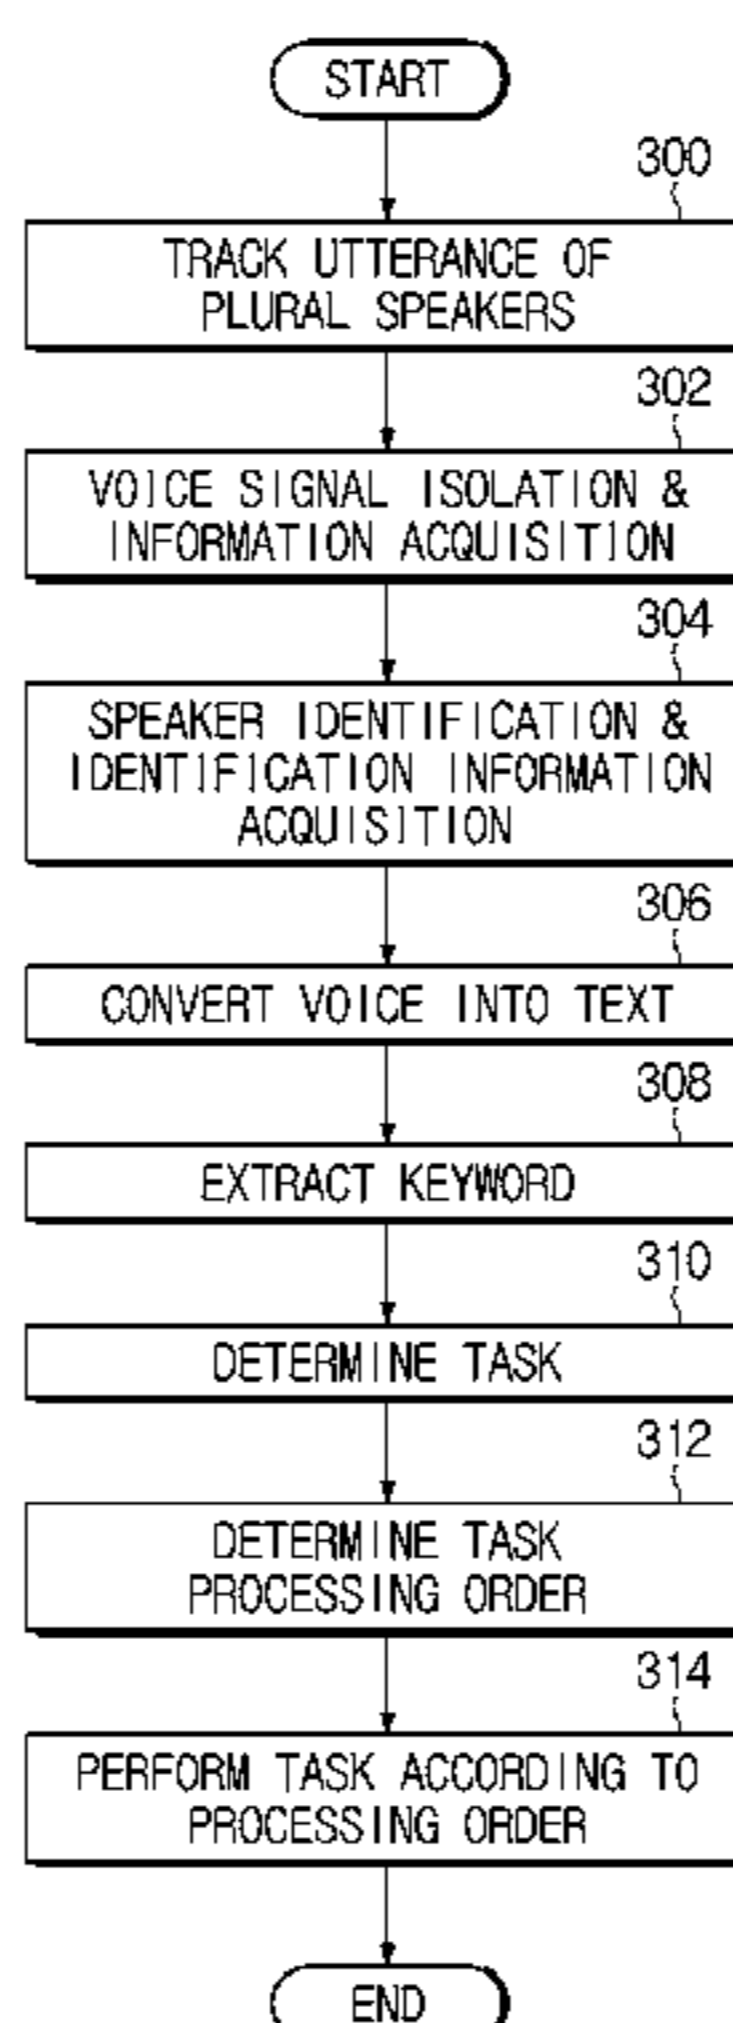 START
300
TRACK UTTERANCE OF
PLURAL SPEAKERS
302
VOICE SIGNAL ISOLATION &
INFORMATION ACQUISITION
304
SPEAKER IDENTIFICATION &
IDENTIFICATION INFORMATION
ACQUISITION
306
CONVERT VOICE INTO TEXT
308
EXTRACT KEYWORD
310
DETERMINE TASK
312
DETERMINE TASK
PROCESSING ORDER
314
PERFORM TASK ACCORDING TO
PROCESSING ORDER
END